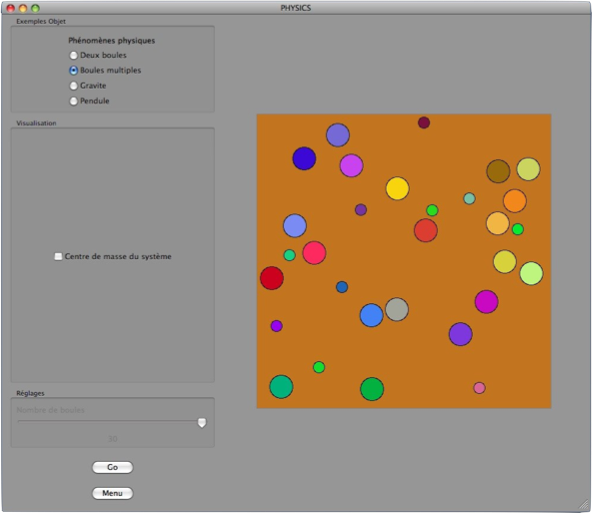 PHYSICS
Exemples Objet
Phénomènes physiques
Deux boules
Boules multiples
Gravite
Pendule
Visualisation
Centre de masse du système
Réglages
Nombre de boules
30
Go
Menu